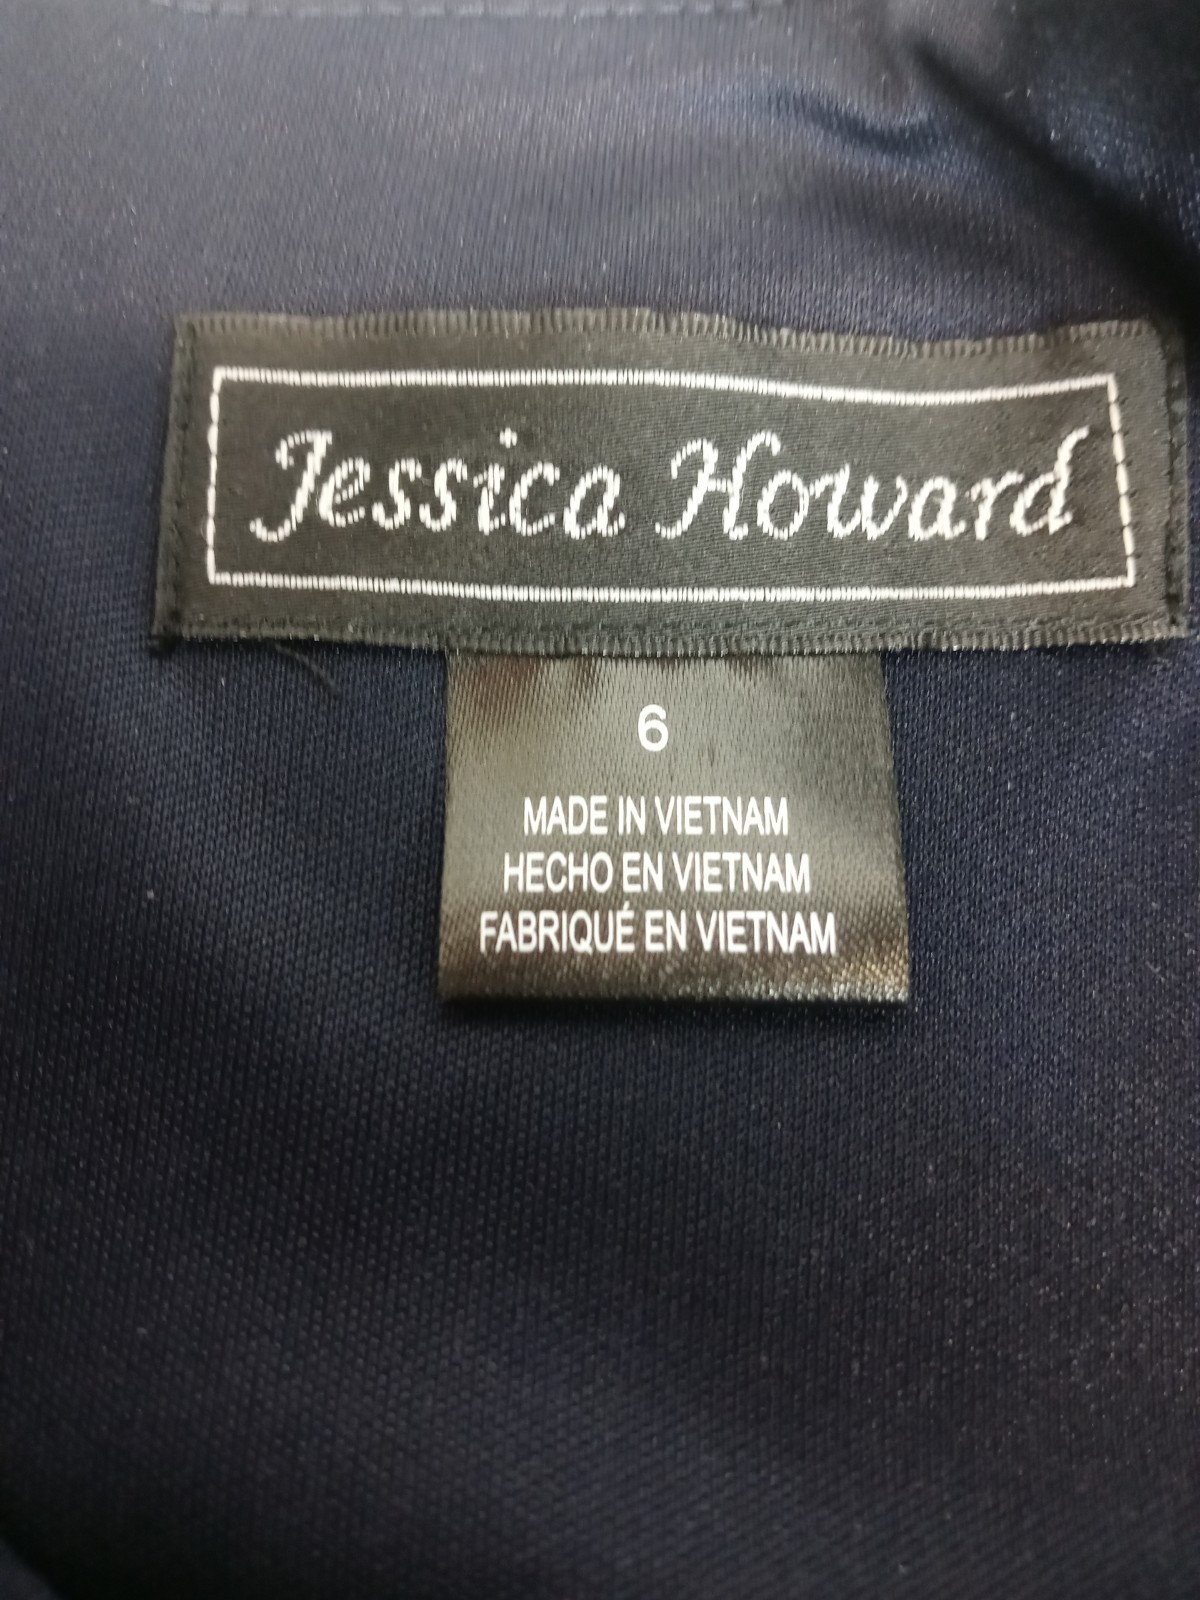 Jessica Howard
6
MADE IN VIETNAM
HECHO EN VIETNAM
FABRIQUÉ EN VIETNAM